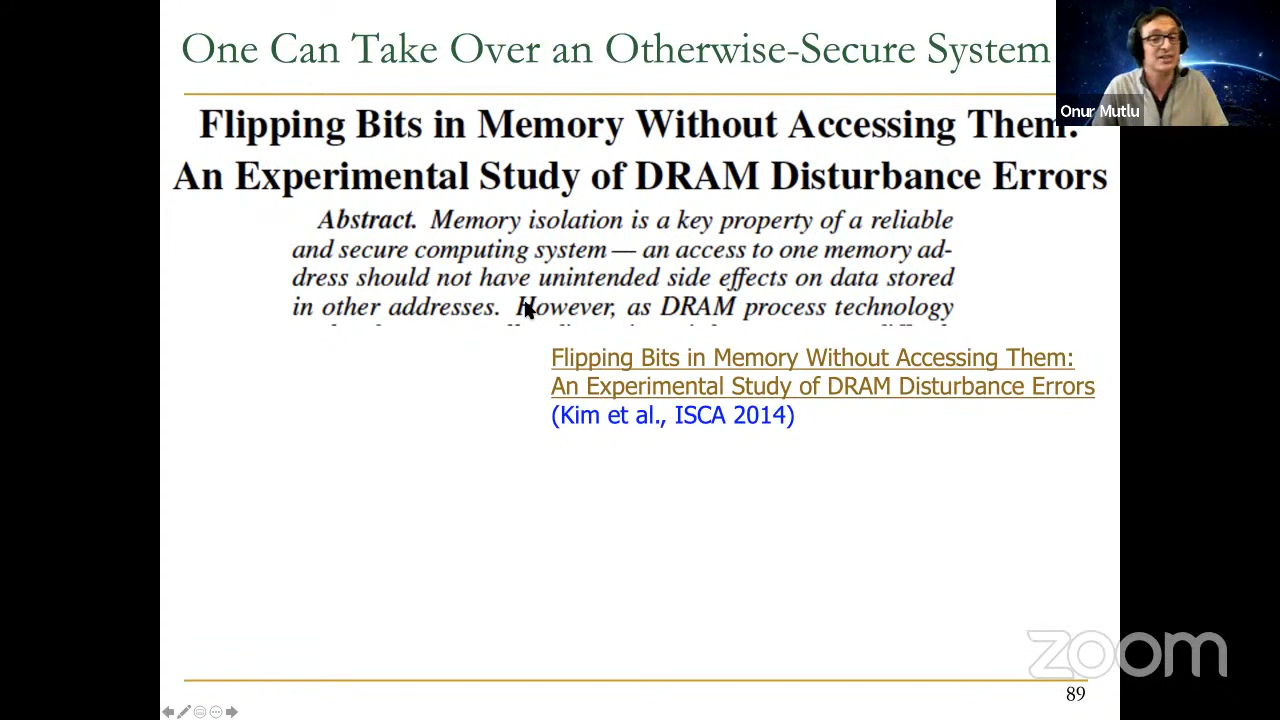 One Can Take Over an Otherwise-Secure System
Onur Mutlu
Flipping Bits in Memory Without Accessing Them:
An Experimental Study of DRAM Disturbance Errors
Abstract. Memory isolation is a key property of a reliable
and secure computing system — an access to one memory ad-
dress should not have unintended side effects on data stored
in other addresses. However, as DRAM process technology
Flipping Bits in Memory Without Accessing Them:
An Experimental Study of DRAM Disturbance Errors
(Kim et al., ISCA 2014)
zoom
89